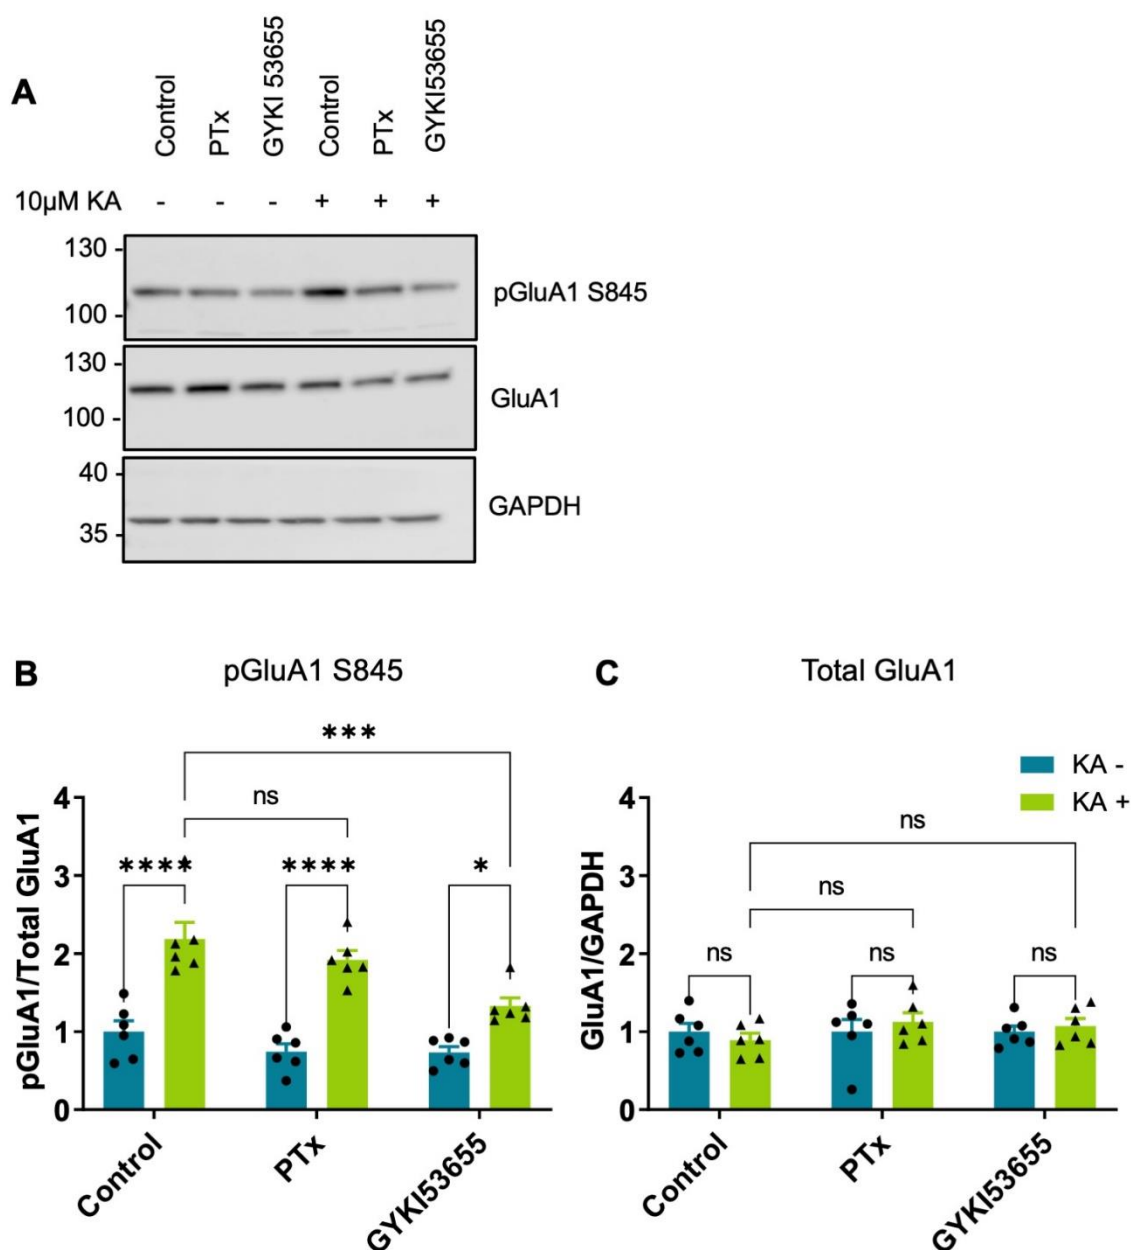 A
Control
PTx
GYKI 53655
Control
PTx
GYKI53655
10μM KA - - - + + +
130 -
100 -
pGluA1 S845
130 -
100 -
GluA1
40 -
35 -
GAPDH
B
pGluA1 S845
pGluA1/Total GluA1
4
3
2
1
0
***
ns
****
****
*
Control
PTx
GYKI53655
C
Total GluA1
KA -
KA +
GluA1/GAPDH
4
3
2
1
0
ns
ns
ns
ns
ns
Control
PTx
GYKI53655